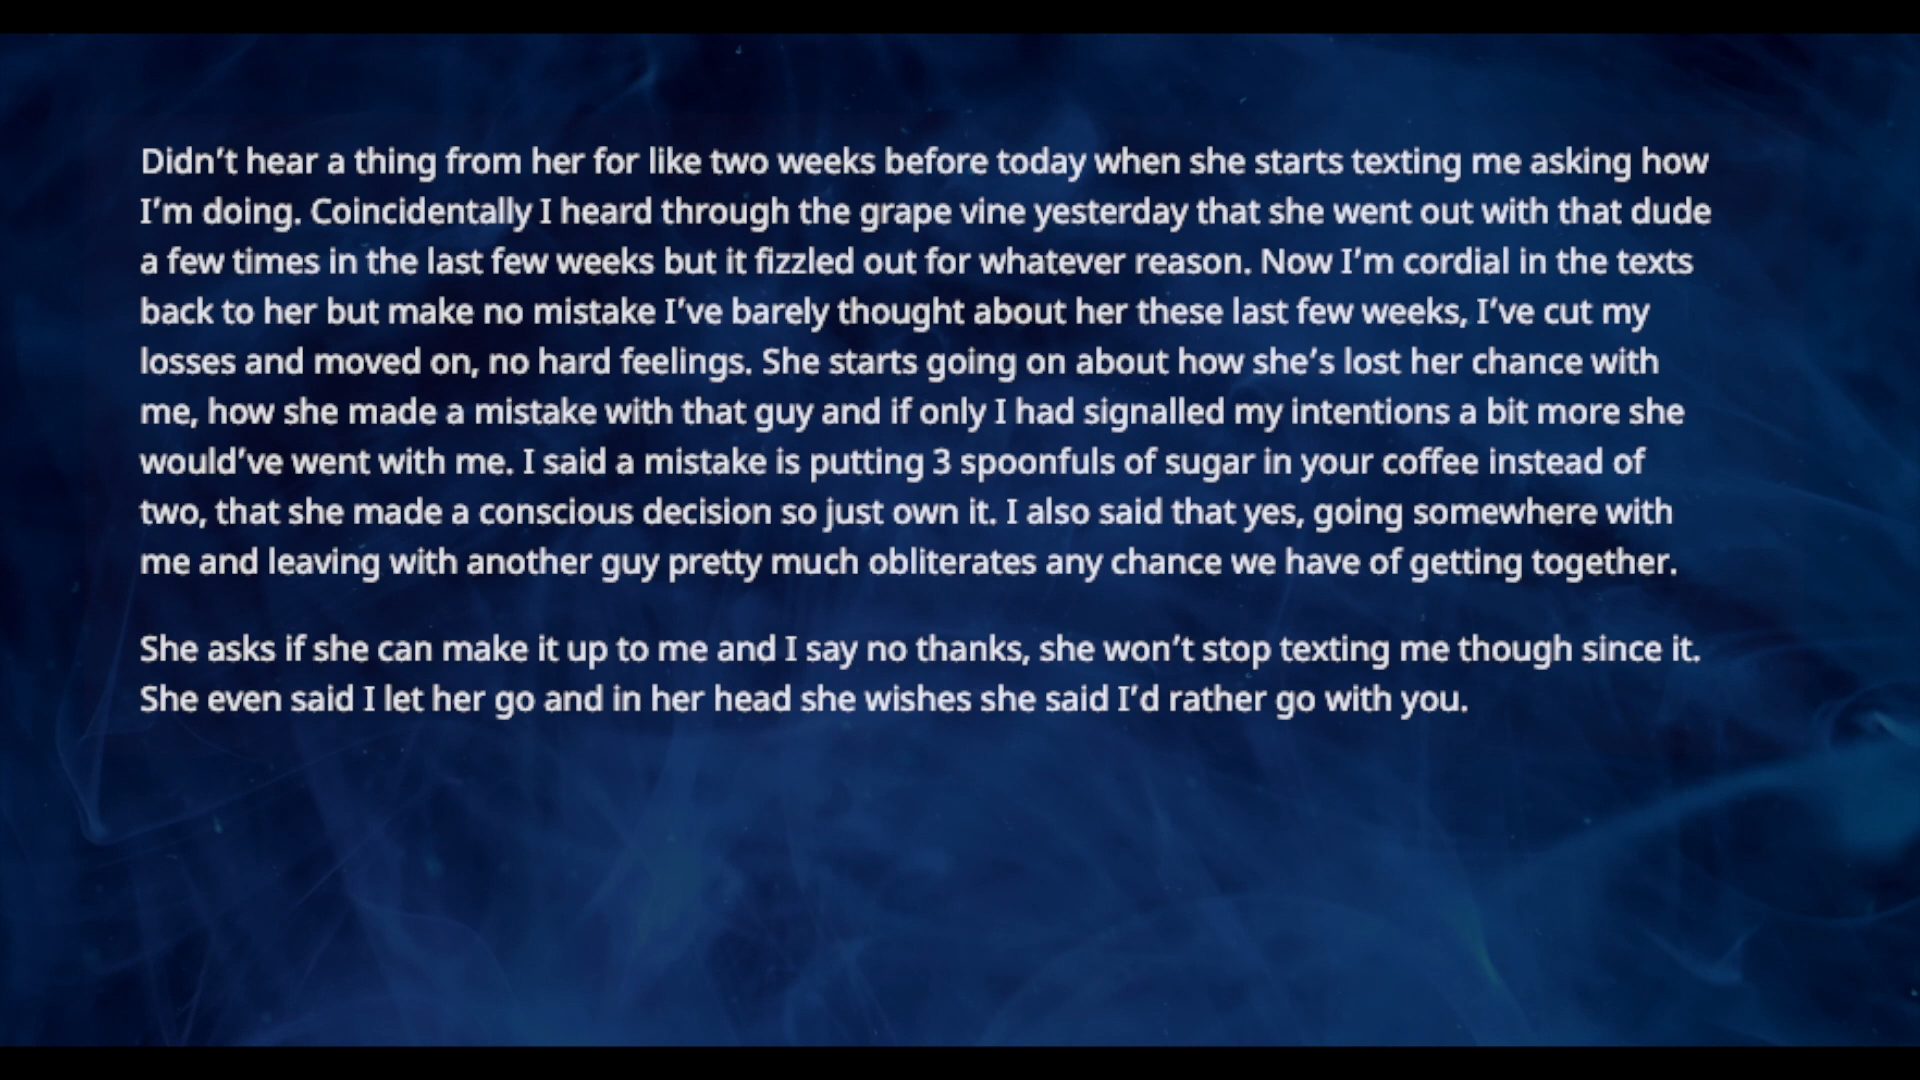 Didn't hear a thing from her for like two weeks before today when she starts texting me asking how
I'm doing. Coincidentally I heard through the grape vine yesterday that she went out with that dude
a few times in the last few weeks but it fizzled out for whatever reason. Now I'm cordial in the texts
back to her but make no mistake I've barely thought about her these last few weeks, I've cut my
losses and moved on, no hard feelings. She starts going on about how she's lost her chance with
me, how she made a mistake with that guy and if only I had signalled my intentions a bit more she
would've went with me. I said a mistake is putting 3 spoonfuls of sugar in your coffee instead of
two, that she made a conscious decision so just own it. I also said that yes, going somewhere with
me and leaving with another guy pretty much obliterates any chance we have of getting together.
She asks if she can make it up to me and I say no thanks, she won't stop texting me though since it.
She even said I let her go and in her head she wishes she said I'd rather go with you.